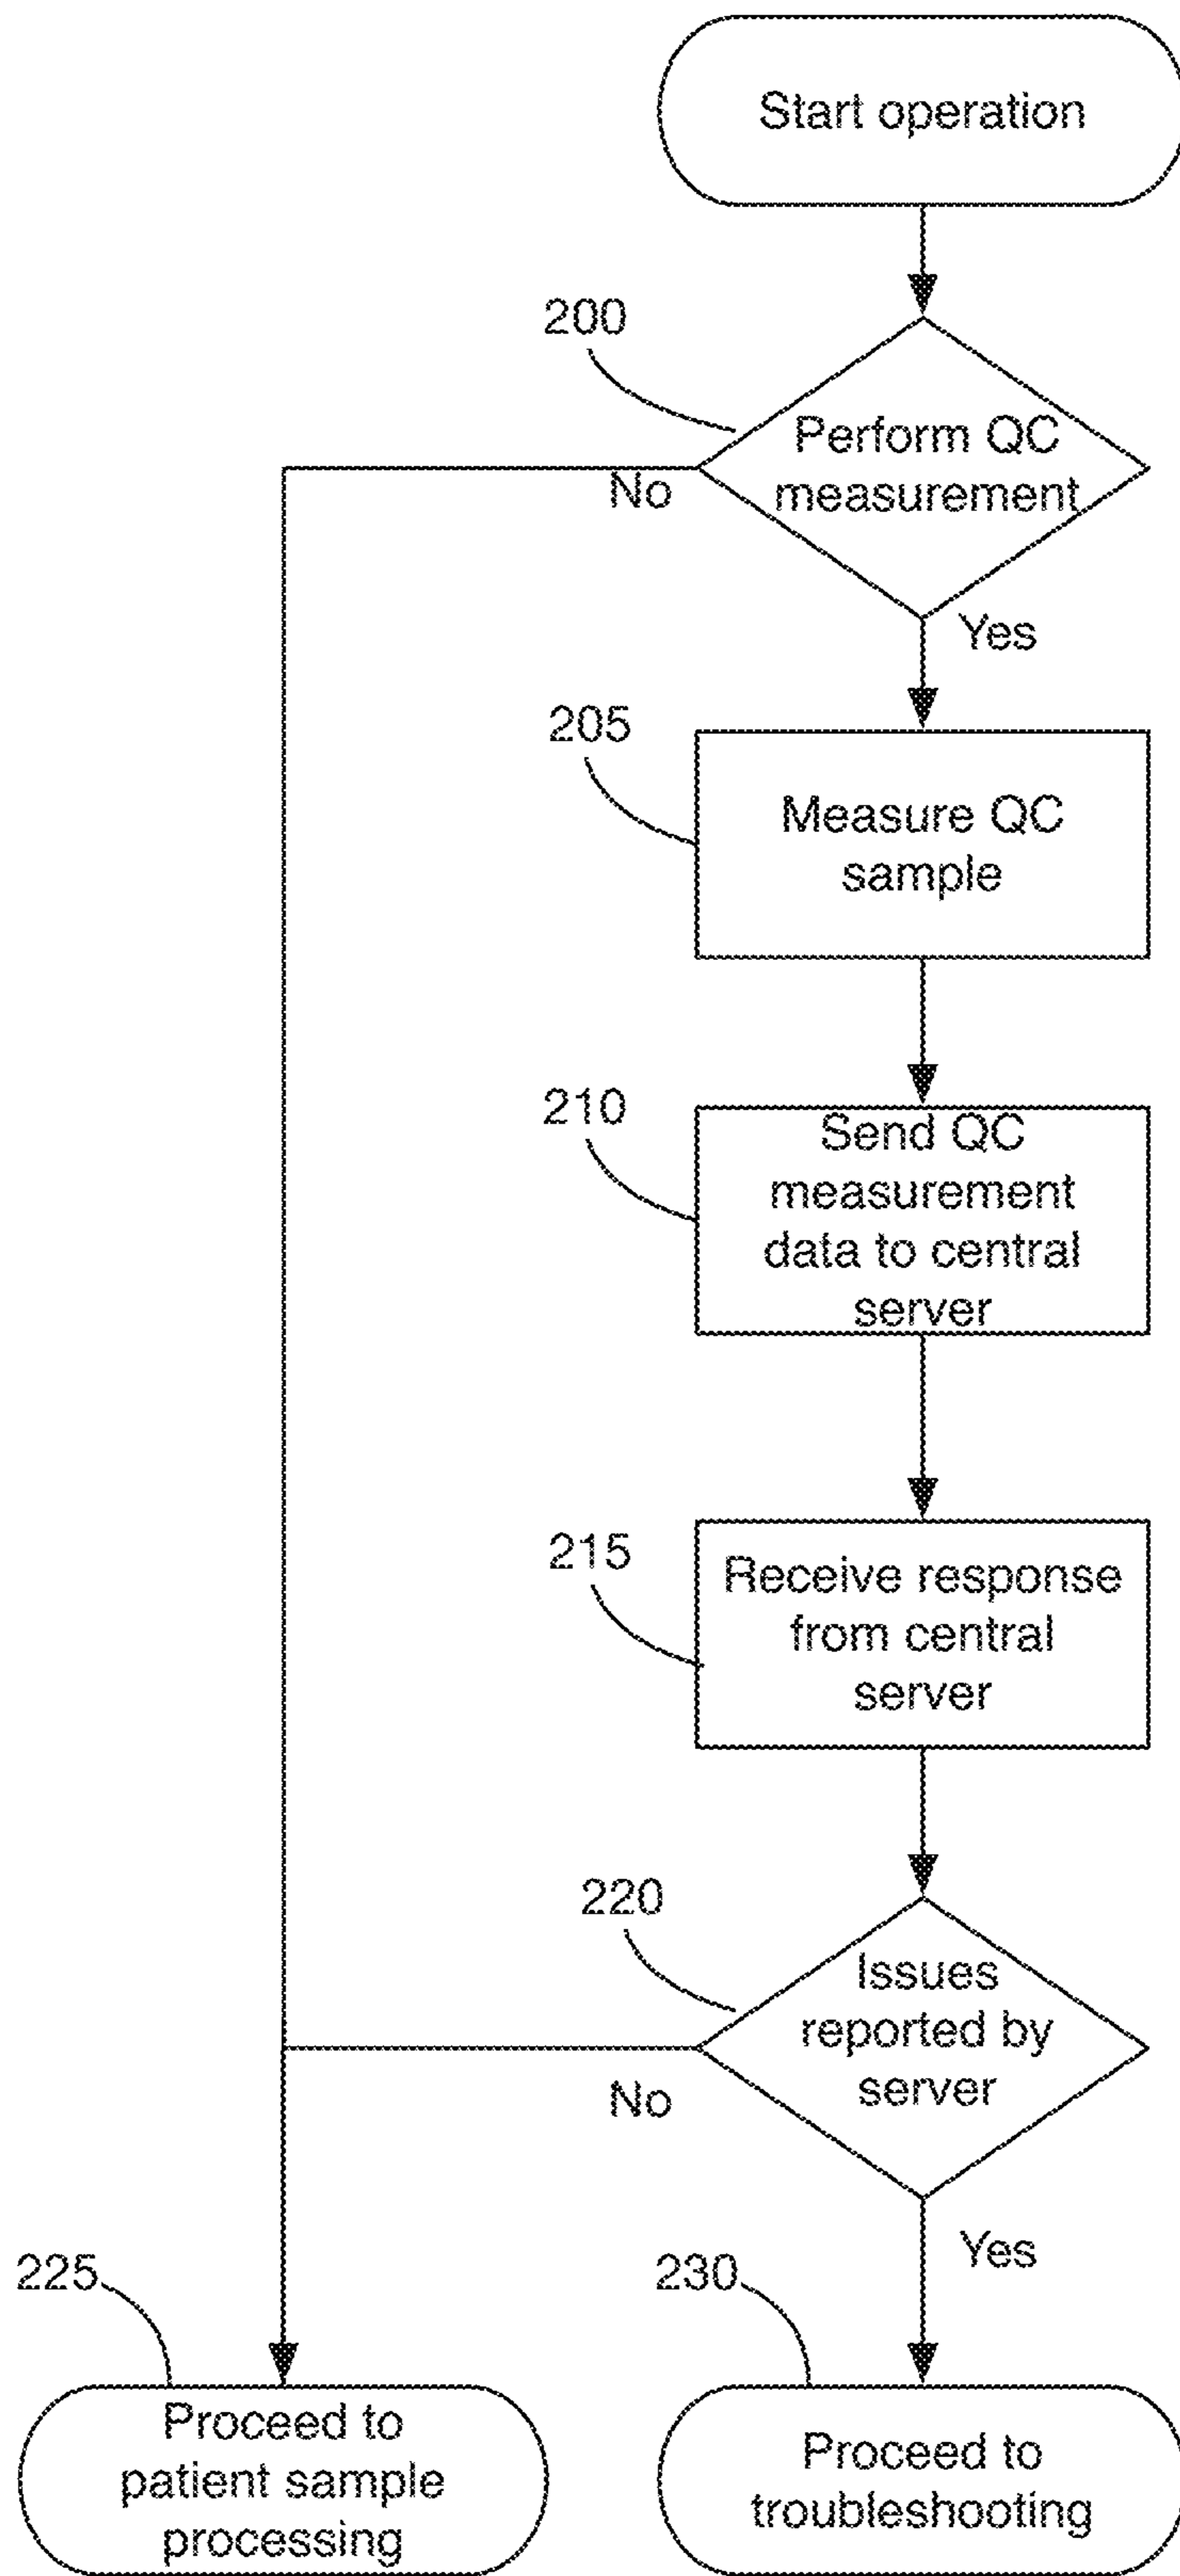 Start operation
200
Perform QC
measurement
No
Yes
205
Measure QC
sample
210
Send QC
measurement
data to central
server
215
Receive response
from central
server
220
Issues
reported by
server
No
Yes
225
230
Proceed to
patient sample
processing
Proceed to
troubleshooting